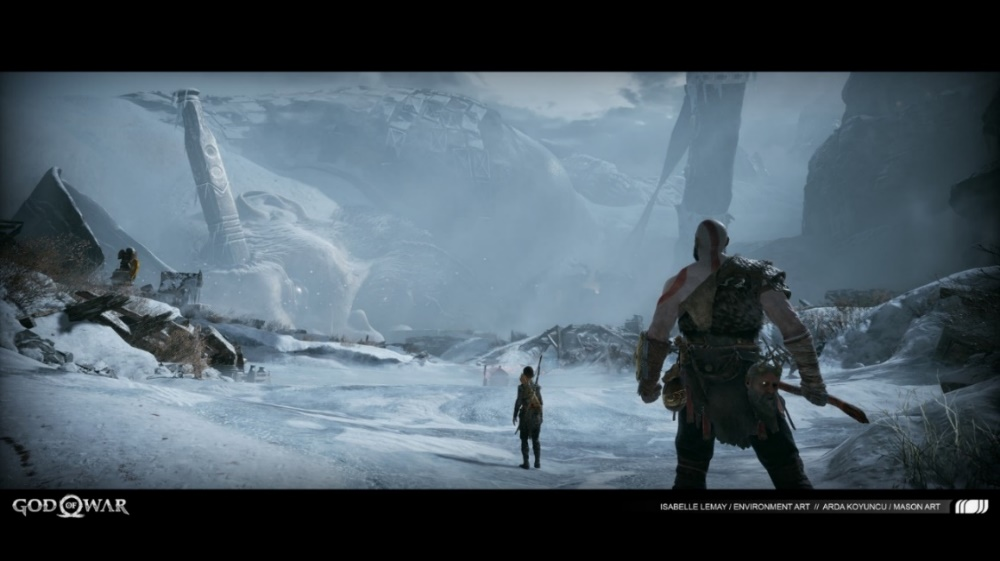 GOD OF WAR
ISABELLE LEMAY / ENVIRONMENT ART // ARDA KOYUNCU / MASON ART